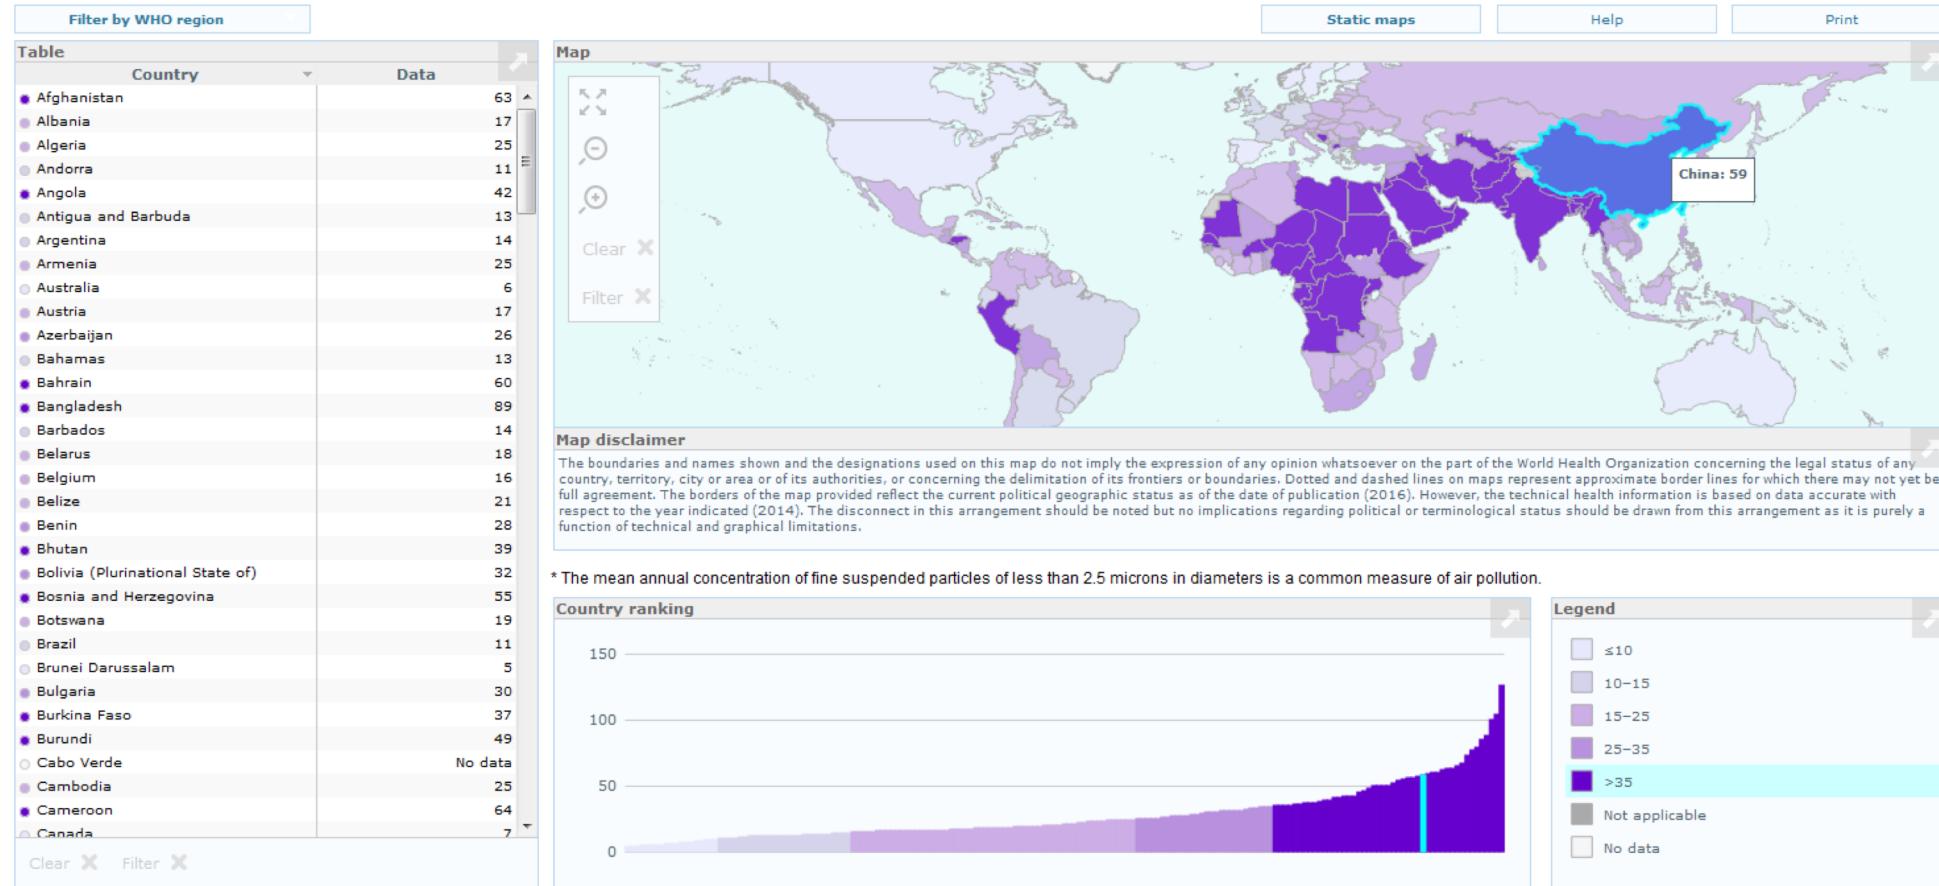 Filter by WHO region
Static maps
Help
Print
Table
Country Data
Afghanistan 63
Albania 17
Algeria 25
Andorra 11
Angola 42
Antigua and Barbuda 13
Argentina 14
Armenia 25
Australia 6
Austria 17
Azerbaijan 26
Bahamas 13
Bahrain 60
Bangladesh 89
Barbados 14
Belarus 18
Belgium 16
Belize 21
Benin 28
Bhutan 39
Bolivia (Plurinational State of) 32
Bosnia and Herzegovina 55
Botswana 19
Brazil 11
Brunei Darussalam 5
Bulgaria 30
Burkina Faso 37
Burundi 49
Cabo Verde No data
Cambodia 25
Cameroon 64
Canada 7
Clear Filter
Map
Clear
Filter
China: 59
Map disclaimer
The boundaries and names shown and the designations used on this map do not imply the expression of any opinion whatsoever on the part of the World Health Organization concerning the legal status of any
country, territory, city or area or of its authorities, or concerning the delimitation of its frontiers or boundaries. Dotted and dashed lines on maps represent approximate border lines for which there may not yet be
full agreement. The borders of the map provided reflect the current political geographic status as of the date of publication (2016). However, the technical health information is based on data accurate with
respect to the year indicated (2014). The disconnect in this arrangement should be noted but no implications regarding political or terminological status should be drawn from this arrangement as it is purely a
function of technical and graphical limitations.
* The mean annual concentration of fine suspended particles of less than 2.5 microns in diameters is a common measure of air pollution.
Country ranking
150
100
50
0
Legend
≤10
10–15
15–25
25–35
>35
Not applicable
No data